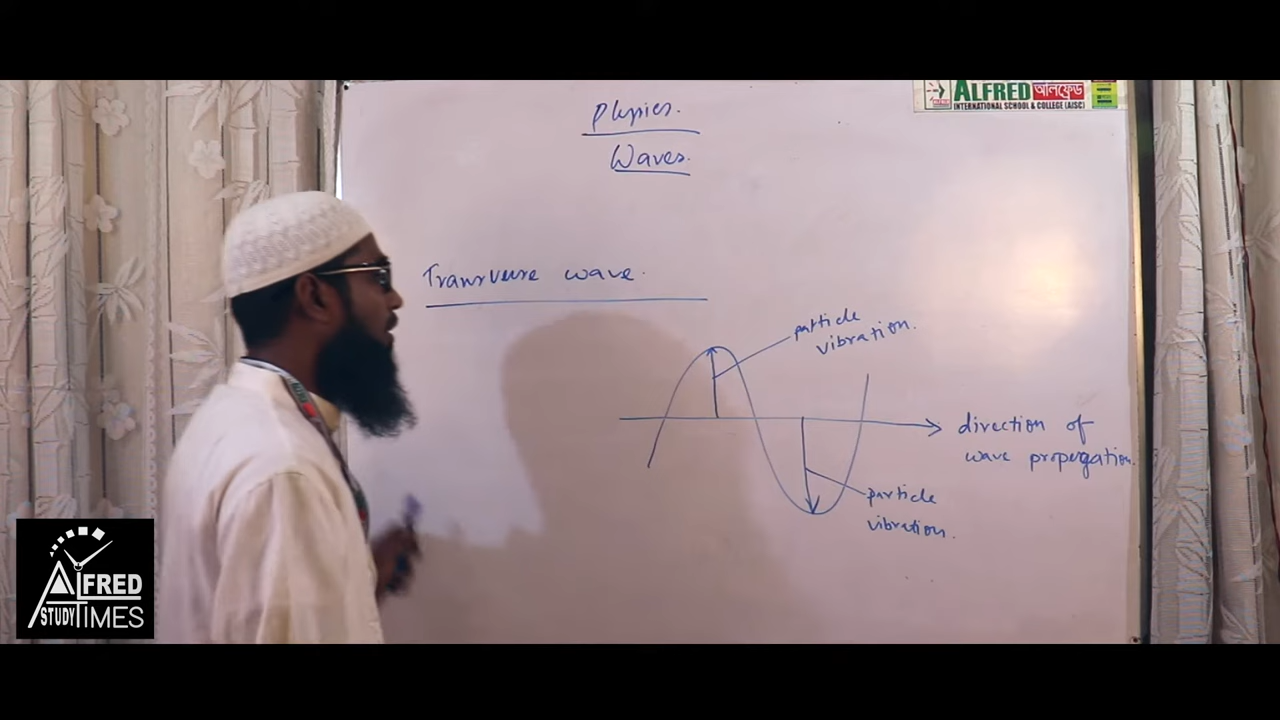 ALFRED আলফ্রেড
INTERNATIONAL SCHOOL & COLLEGE (AISC)
Physics.
Waves.
Transverse wave.
particle
vibration.
direction of
wave propergation.
particle
vibration.
ALFRED
STUDY TIMES